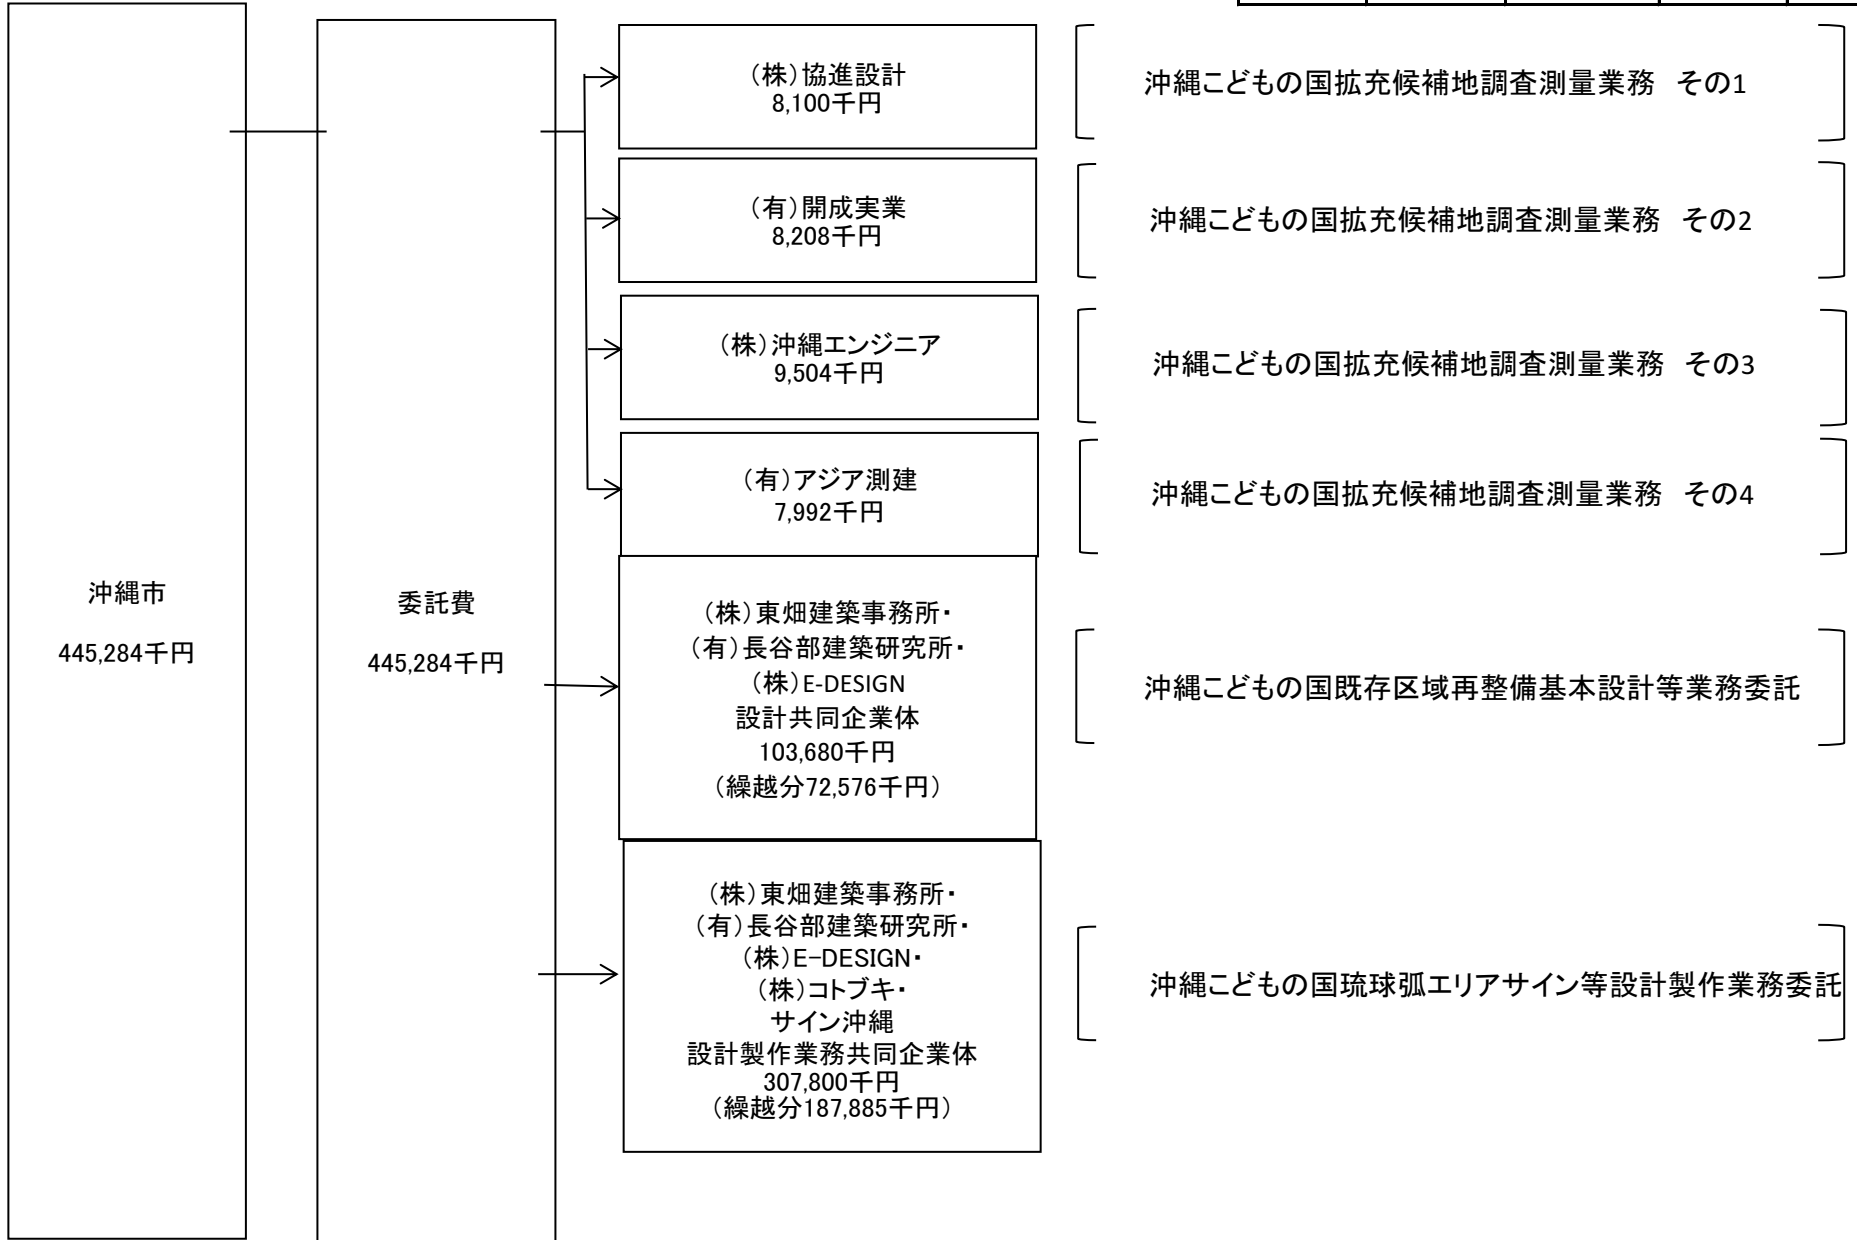 沖縄市
445,284千円
委託費
445,284千円
（株）協進設計
8,100千円
沖縄こどもの国拡充候補地調査測量業務　その1
（有）開成実業
8,208千円
沖縄こどもの国拡充候補地調査測量業務　その2
（株）沖縄エンジニア
9,504千円
沖縄こどもの国拡充候補地調査測量業務　その3
（有）アジア測建
7,992千円
沖縄こどもの国拡充候補地調査測量業務　その4
（株）東畑建築事務所・
（有）長谷部建築研究所・
（株）E-DESIGN
設計共同企業体
103,680千円
（繰越分72,576千円）
沖縄こどもの国既存区域再整備基本設計等業務委託
（株）東畑建築事務所・
（有）長谷部建築研究所・
（株）E-DESIGN・
（株）コトブキ・
サイン沖縄
設計製作業務共同企業体
307,800千円
（繰越分187,885千円）
沖縄こどもの国琉球弧エリアサイン等設計製作業務委託